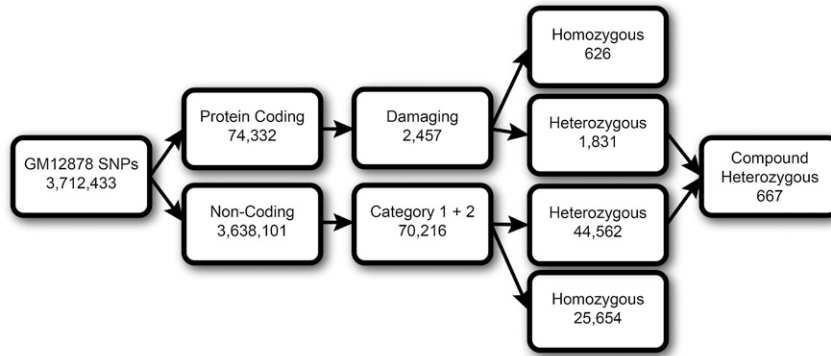 GM12878 SNPs
3,712,433
Protein Coding
74,332
Non-Coding
3,638,101
Damaging
2,457
Category 1 + 2
70,216
Homozygous
626
Heterozygous
1,831
Heterozygous
44,562
Homozygous
25,654
Compound
Heterozygous
667